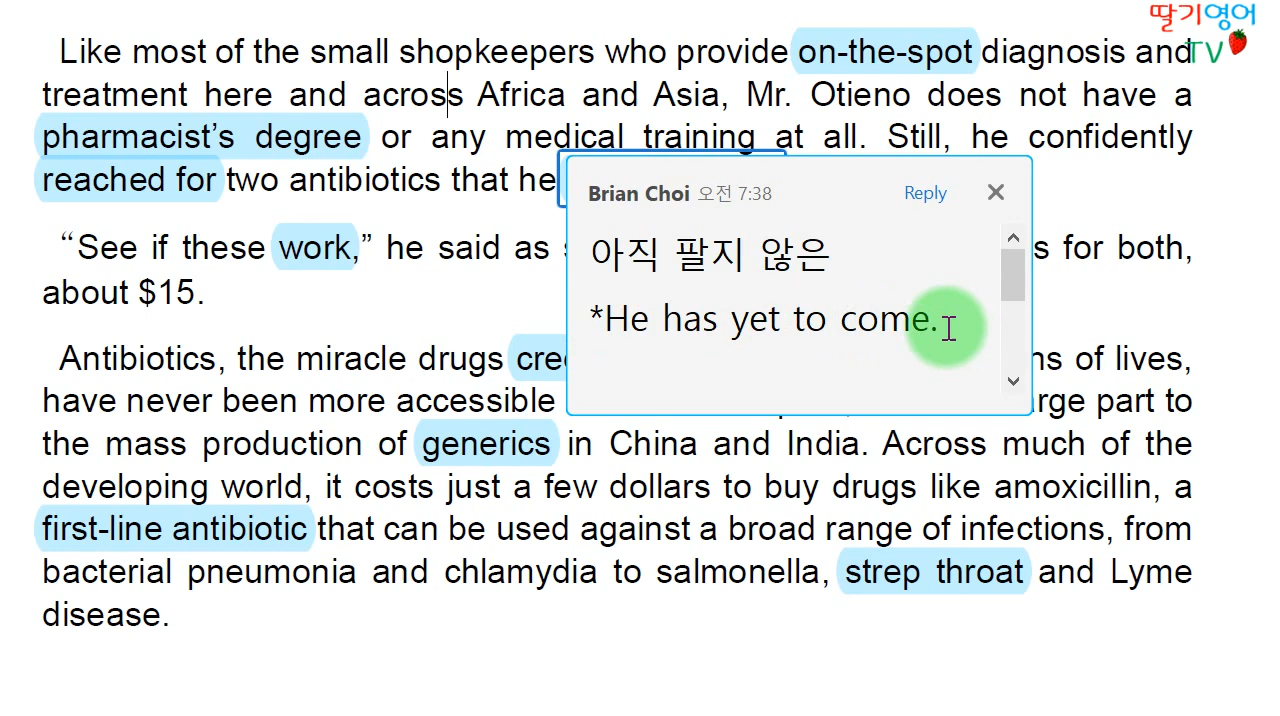 딸기영어
TV
Like most of the small shopkeepers who provide on-the-spot diagnosis and
treatment here and across Africa and Asia, Mr. Otieno does not have a
pharmacist's degree or any medical training at all. Still, he confidently
reached for two antibiotics that he
"See if these work," he said as s for both,
about $15.
Antibiotics, the miracle drugs of lives,
have never been more accessible part to
the mass production of generics in China and India. Across much of the
developing world, it costs just a few dollars to buy drugs like amoxicillin, a
first-line antibiotic that can be used against a broad range of infections, from
bacterial pneumonia and chlamydia to salmonella, strep throat and Lyme
disease.
Brian Choi 오전 7:38 Reply
아직 팔지 않은
*He has yet to come.